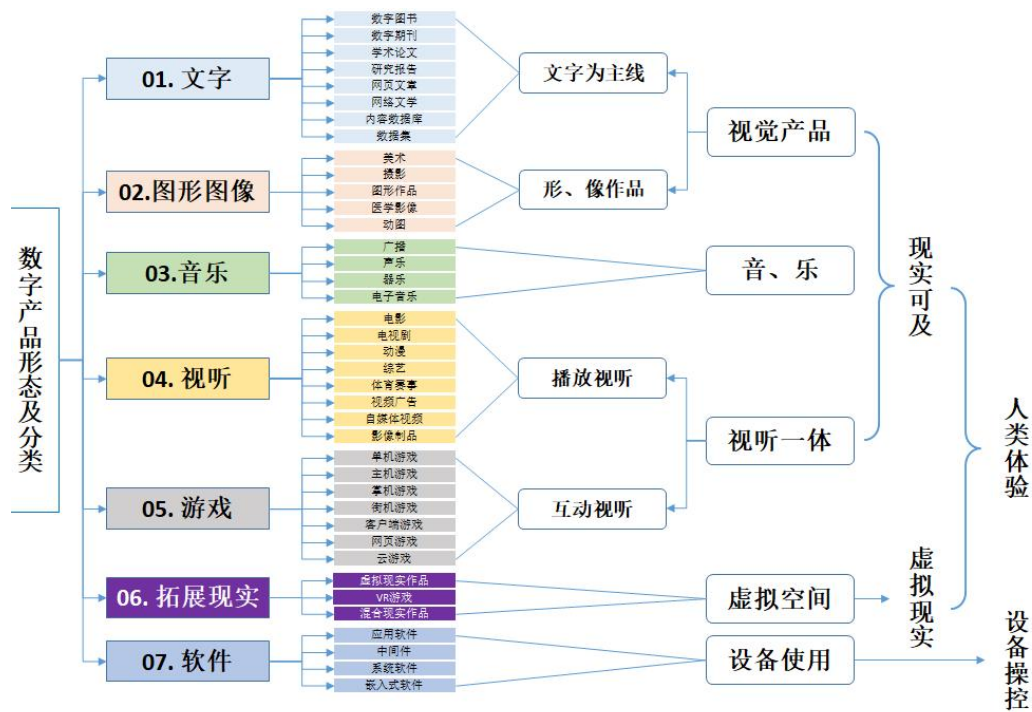 数字产品形态及分类
01. 文字
数字图书
数字期刊
学术论文
研究报告
网页文章
网络文学
内容数据库
数据集
文字为主线
02.图形图像
美术
摄影
图形作品
医学影像
动图
形、像作品
视觉产品
03.音乐
广播
声乐
器乐
电子音乐
音、乐
04. 视听
电影
电视剧
动漫
综艺
体育赛事
视频广告
自媒体视频
影像制品
播放视听
05. 游戏
单机游戏
主机游戏
掌机游戏
街机游戏
客户端游戏
网页游戏
云游戏
互动视听
视听一体
现实可及
06. 拓展现实
虚拟现实作品
VR游戏
混合现实作品
虚拟空间
虚拟现实
人类体验
07. 软件
应用软件
中间件
系统软件
嵌入式软件
设备使用
设备操控